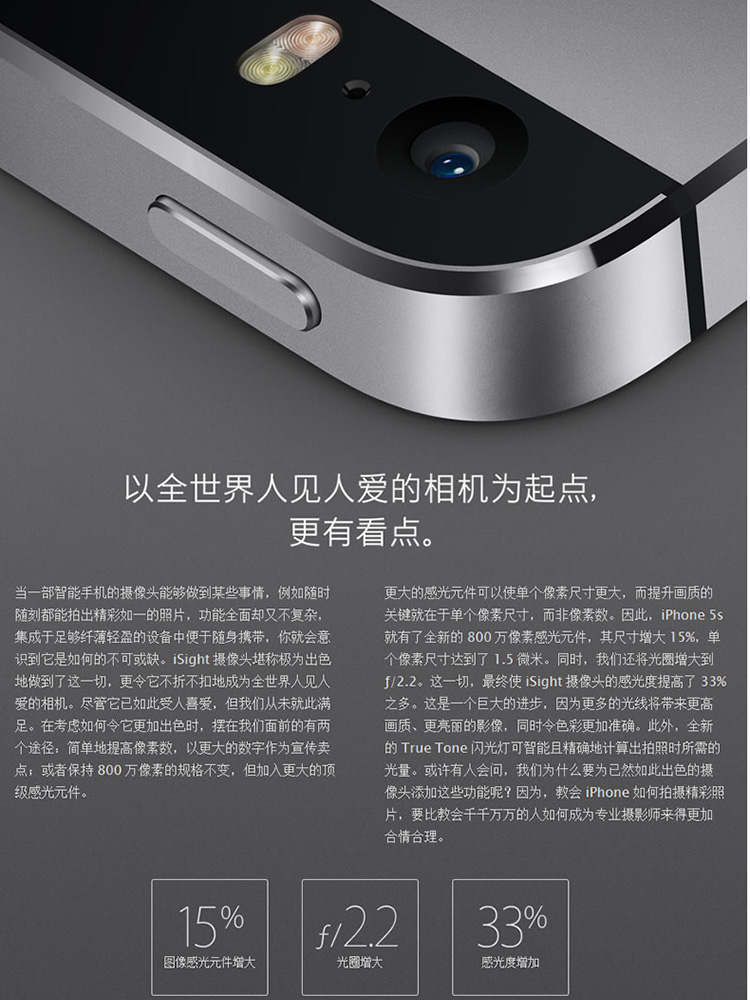 以全世界人见人爱的相机为起点,
更有看点。
当一部智能手机的摄像头能够做到某些事情，例如随时
随刻都能拍出精彩如一的照片，功能全面却又不复杂，
集成于足够纤薄轻盈的设备中便于随身携带，你就会意
识到它是如何的不可或缺。iSight 摄像头堪称极为出色
地做到了这一切，更令它不折不扣地成为全世界人见人
爱的相机。尽管它已如此受人喜爱，但我们从未就此满
足。在考虑如何令它更加出色时，摆在我们面前的有两
个途径：简单地提高像素数，以更大的数字作为宣传卖
点；或者保持 800 万像素的规格不变，但加入更大的顶
级感光元件。
更大的感光元件可以使单个像素尺寸更大，而提升画质的
关键就在于单个像素尺寸，而非像素数。因此，iPhone 5s
就有了全新的 800 万像素感光元件，其尺寸增大 15%，单
个像素尺寸达到了 1.5 微米。同时，我们还将光圈增大到
ƒ/2.2。这一切，最终使 iSight 摄像头的感光度提高了 33%
之多。这是一个巨大的进步，因为更多的光线将带来更高
画质、更亮丽的影像，同时令色彩更加准确。此外，全新
的 True Tone 闪光灯可智能且精确地计算出拍照时所需的
光量。或许有人会问，我们为什么要为已然如此出色的摄
像头添加这些功能呢？因为，教会 iPhone 如何拍摄精彩照
片，要比教会千千万万的人如何成为专业摄影师来得更加
合情合理。
15%
图像感光元件增大
ƒ/2.2
光圈增大
33%
感光度增加